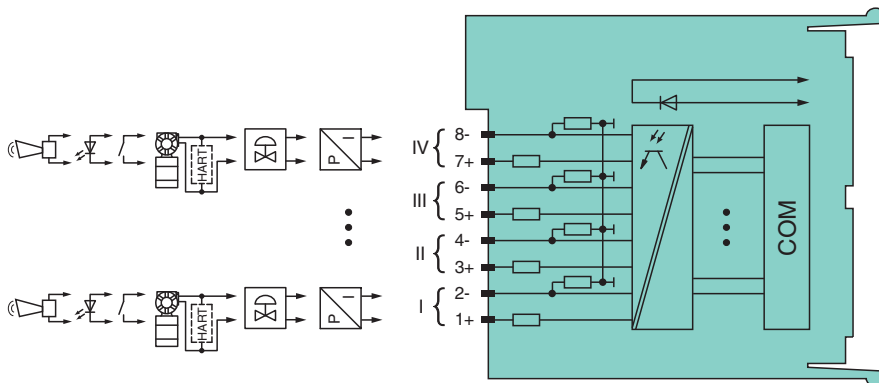 HART
P I
HART
P I
IV
8-
7+
III
6-
5+
II
4-
3+
I
2-
1+
COM